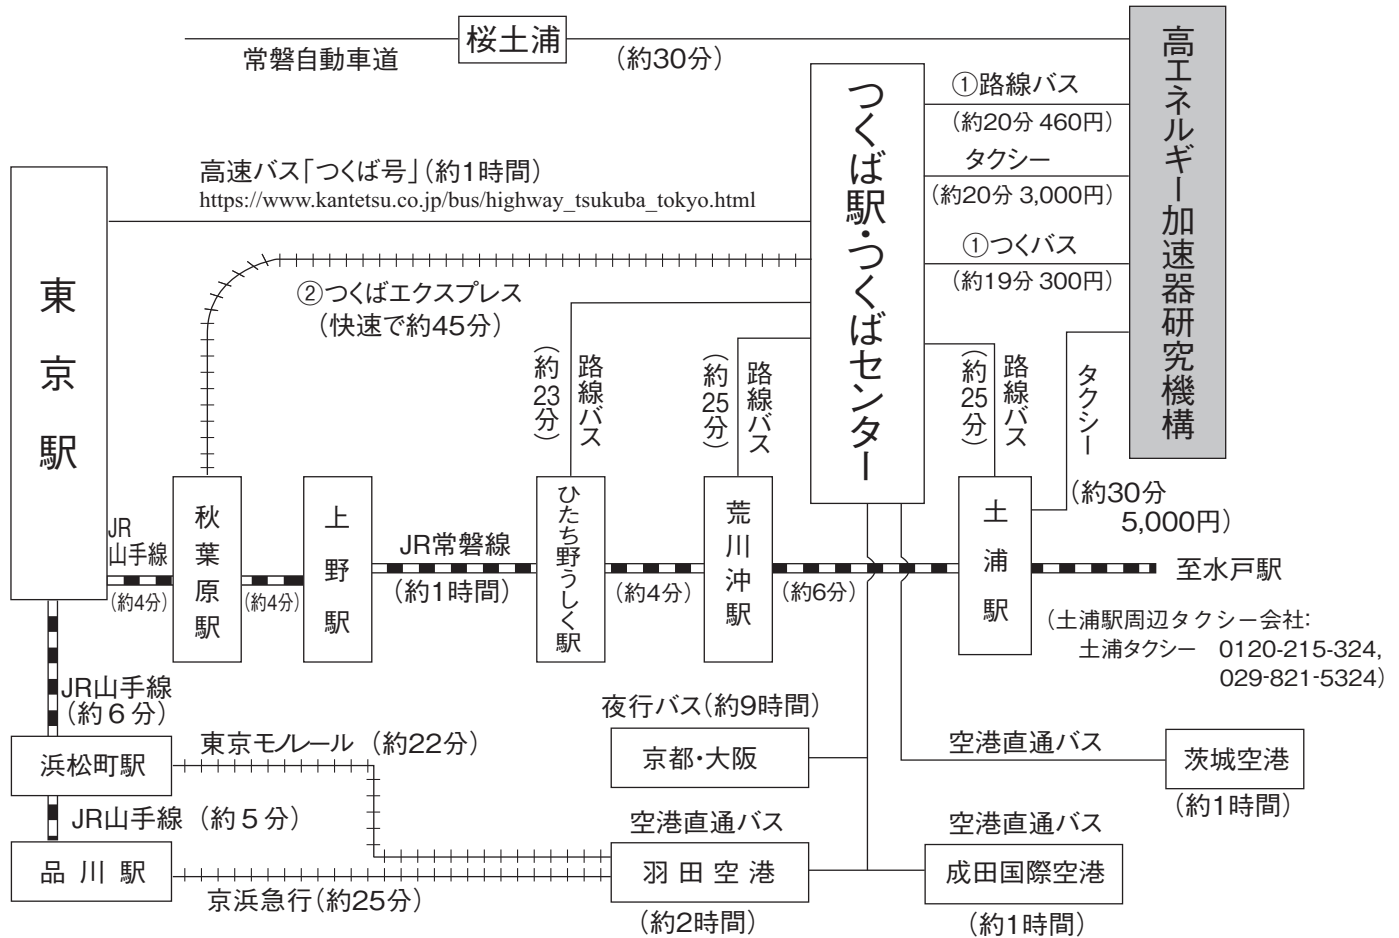 桜土浦
常磐自動車道
(約30分)
高エネルギー加速器研究機構
つくば駅・つくばセンター
①路線バス
(約20分 460円)
タクシー
(約20分 3,000円)
①つくバス
(約19分 300円)
高速バス「つくば号」(約1時間)
https://www.kantetsu.co.jp/bus/highway_tsukuba_tokyo.html
東京駅
②つくばエクスプレス
(快速で約45分)
路線バス
(約23分)
路線バス
(約25分)
路線バス
(約25分)
タクシー
(約30分
5,000円)
JR
山手線
(約4分)
秋葉原駅
(約4分)
上野駅
JR常磐線
(約1時間)
ひたち野うしく駅
(約4分)
荒川沖駅
(約6分)
土浦駅
至水戸駅
(土浦駅周辺タクシー会社:
土浦タクシー 0120-215-324,
029-821-5324)
JR山手線
(約6分)
浜松町駅
東京モノレール (約22分)
JR山手線 (約5分)
品川駅
京浜急行(約25分)
夜行バス(約9時間)
京都・大阪
空港直通バス
羽田空港
(約2時間)
空港直通バス
茨城空港
(約1時間)
空港直通バス
成田国際空港
(約1時間)